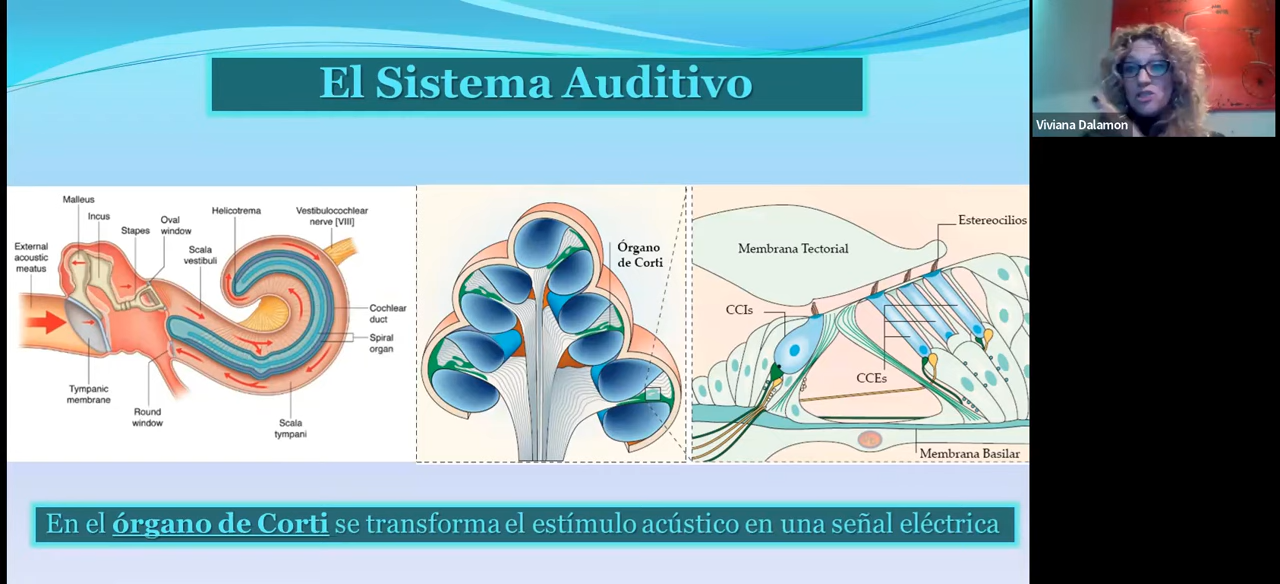 El Sistema Auditivo
Viviana Dalamon
Malleus
Incus
Stapes
Oval
window
Helicotrema
Vestibulocochlear
nerve [VIII]
External
acoustic
meatus
Scala
vestibuli
Cochlear
duct
Spiral
organ
Tympanic
membrane
Round
window
Scala
tympani
Órgano
de Corti
Estereocilios
Membrana Tectorial
CCIs
CCEs
Membrana Basilar
En el órgano de Corti se transforma el estímulo acústico en una señal eléctrica